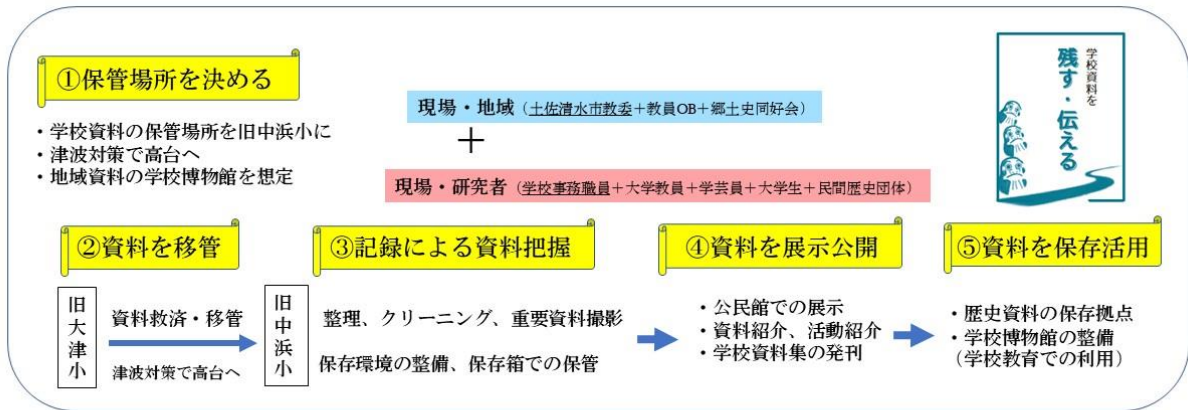 ①保管場所を決める
・学校資料の保管場所を旧中浜小に
・津波対策で高台へ
・地域資料の学校博物館を想定
現場・地域（土佐清水市教委＋教員OB＋郷土史同好会）
＋
現場・研究者（学校事務職員＋大学教員＋学芸員＋大学生＋民間歴史団体）
学校資料を
残す・伝える
②資料を移管
旧大津小
資料救済・移管
津波対策で高台へ
旧中浜小
③記録による資料把握
整理、クリーニング、重要資料撮影
保存環境の整備、保存箱での保管
④資料を展示公開
・公民館での展示
・資料紹介、活動紹介
・学校資料集の発刊
⑤資料を保存活用
・歴史資料の保存拠点
・学校博物館の整備
（学校教育での利用）